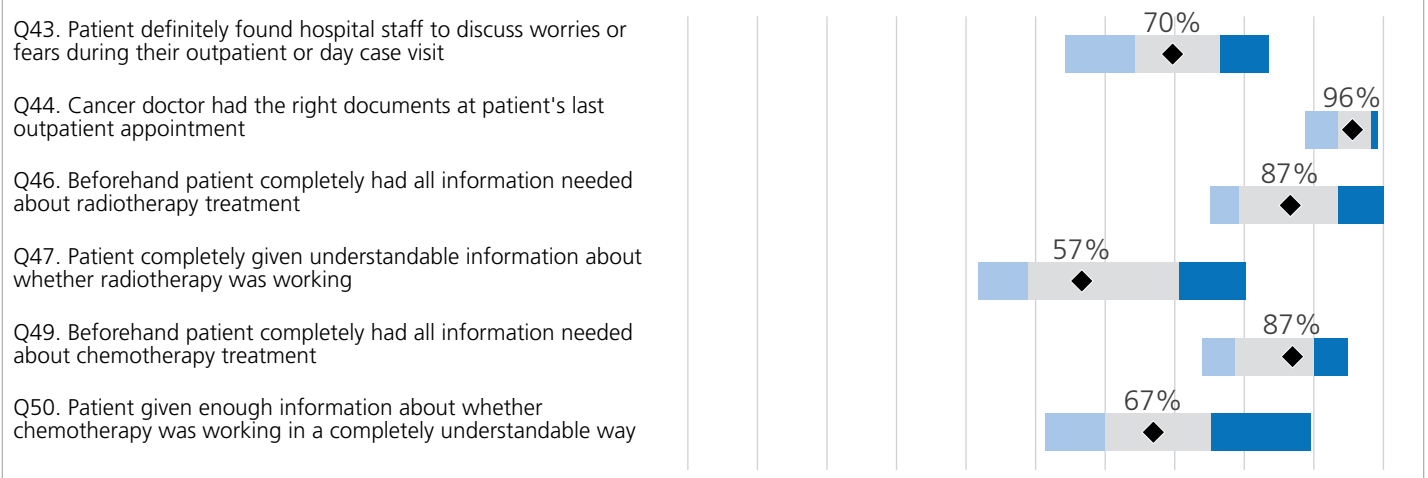 Q43. Patient definitely found hospital staff to discuss worries or
fears during their outpatient or day case visit
70%
Q44. Cancer doctor had the right documents at patient's last
outpatient appointment
96%
Q46. Beforehand patient completely had all information needed
about radiotherapy treatment
87%
Q47. Patient completely given understandable information about
whether radiotherapy was working
57%
Q49. Beforehand patient completely had all information needed
about chemotherapy treatment
87%
Q50. Patient given enough information about whether
chemotherapy was working in a completely understandable way
67%